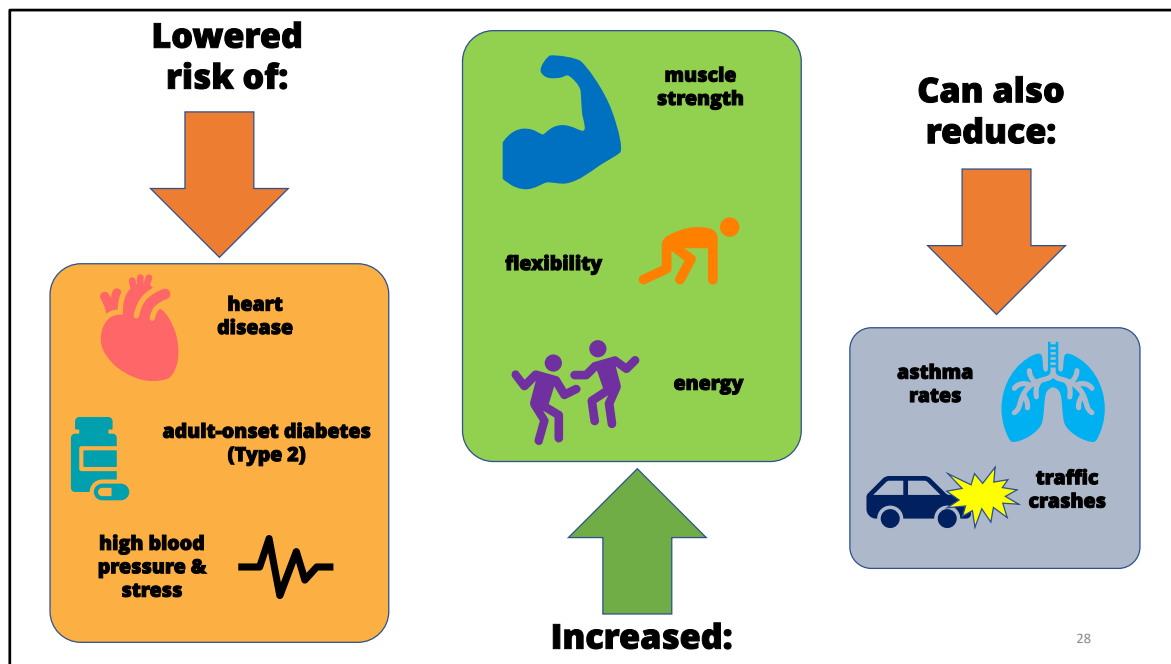 Lowered
risk of:
heart
disease
adult-onset diabetes
(Type 2)
high blood
pressure &
stress
muscle
strength
flexibility
energy
Increased:
Can also
reduce:
asthma
rates
traffic
crashes
28